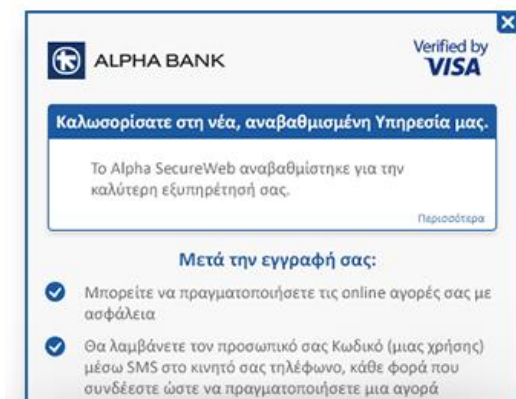 ALPHA BANK
Verified by
VISA
Καλωσορίσατε στη νέα, αναβαθμισμένη Υπηρεσία μας.
Το Alpha SecureWeb αναβαθμίστηκε για την
καλύτερη εξυπηρέτησή σας.
Περισσότερα
Μετά την εγγραφή σας:
Μπορείτε να πραγματοποιήσετε τις online αγορές σας με
ασφάλεια
Θα λαμβάνετε τον προσωπικό σας Κωδικό (μιας χρήσης)
μέσω SMS στο κινητό σας τηλέφωνο, κάθε φορά που
συνδέεστε ώστε να πραγματοποιήσετε μια αγορά